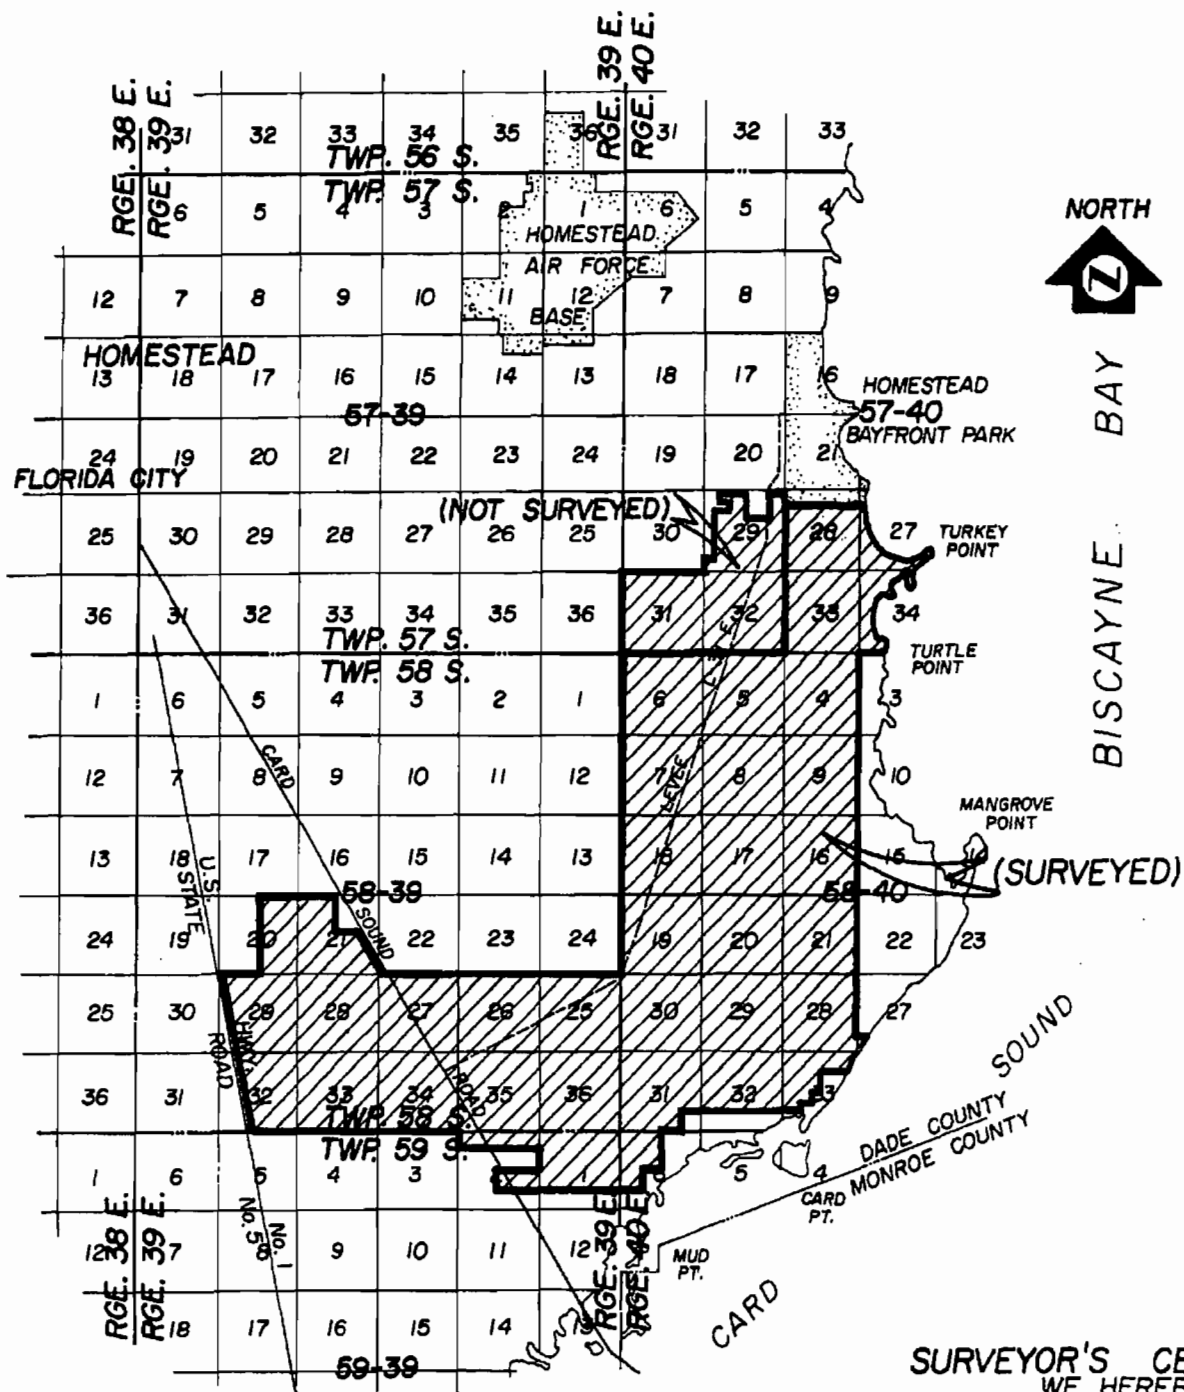 RGE. 38 E.
RGE. 39 E.
RGE. 39 E.
RGE. 40 E.
31 32 33 34 35 36 31 32 33
TWP. 56 S.
TWP. 57 S.
6 5 4 3 2 1 6 5 4
HOMESTEAD
AIR FORCE
BASE
12 7 8 9 10 11 12 7 8 9
NORTH
N
HOMESTEAD
13 18 17 16 15 14 13 18 17 16
57-39
HOMESTEAD
57-40
BAYFRONT PARK
24 19 20 21 22 23 24 19 20 21
FLORIDA CITY
(NOT SURVEYED)
25 30 29 28 27 26 25 30 29 28 27
TURKEY
POINT
BISCAYNE BAY
36 31 32 33 34 35 36 31 32 33 34
TWP. 57 S.
TWP. 58 S.
TURTLE
POINT
1 6 5 4 3 2 1 6 5 4 3
12 7 8 9 10 11 12 7 8 9 10
CARD SOUND ROAD
LEVEE
MANGROVE
POINT
13 18 17 16 15 14 13 18 17 16 15
58-39
58-40
(SURVEYED)
24 19 20 21 22 23 24 19 20 21 22 23
25 30 29 28 27 26 25 30 29 28 27
U.S. HWY. No. 1
STATE ROAD No. 5
36 31 32 33 34 35 36 31 32 33
TWP. 58 S.
TWP. 59 S.
DADE COUNTY
MONROE COUNTY
1 6 5 4 3 1 5 4
CARD
PT.
12 7 8 9 10 11 12
MUD
PT.
RGE. 38 E.
RGE. 39 E.
RGE. 39 E.
RGE. 40 E.
18 17 16 15 14 13
59-39
CARD SOUND
SURVEYOR'S CE
WE HEREB